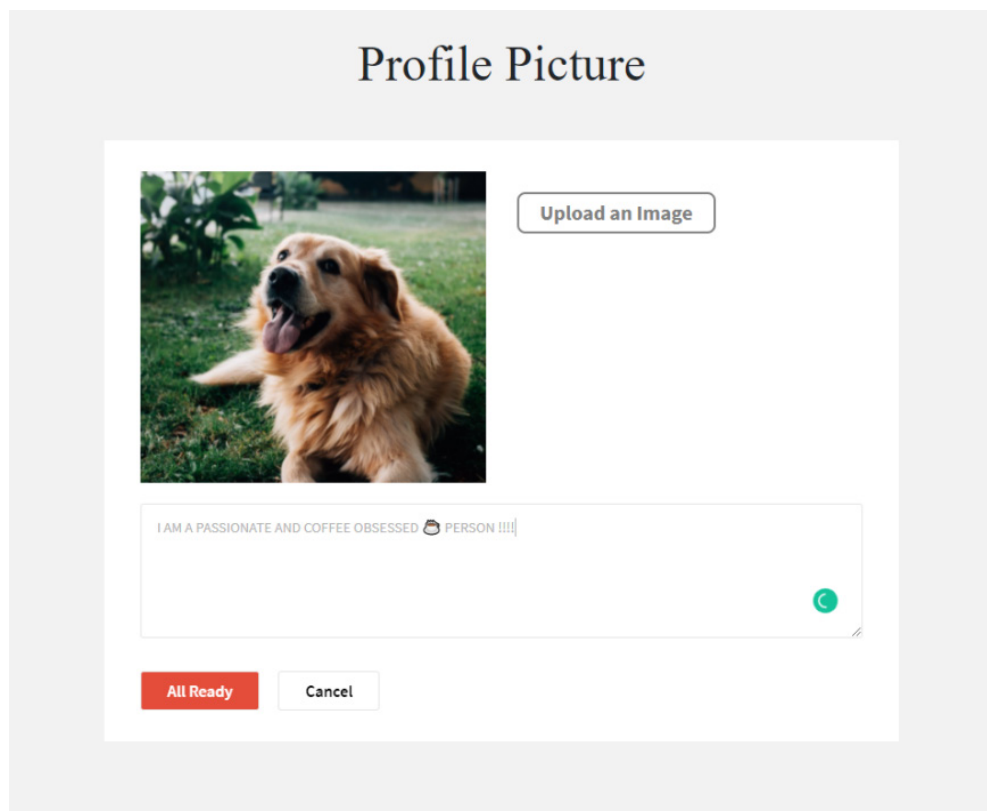 Profile Picture
Upload an Image
I AM A PASSIONATE AND COFFEE OBSESSED ☕ PERSON !!!!
All Ready
Cancel